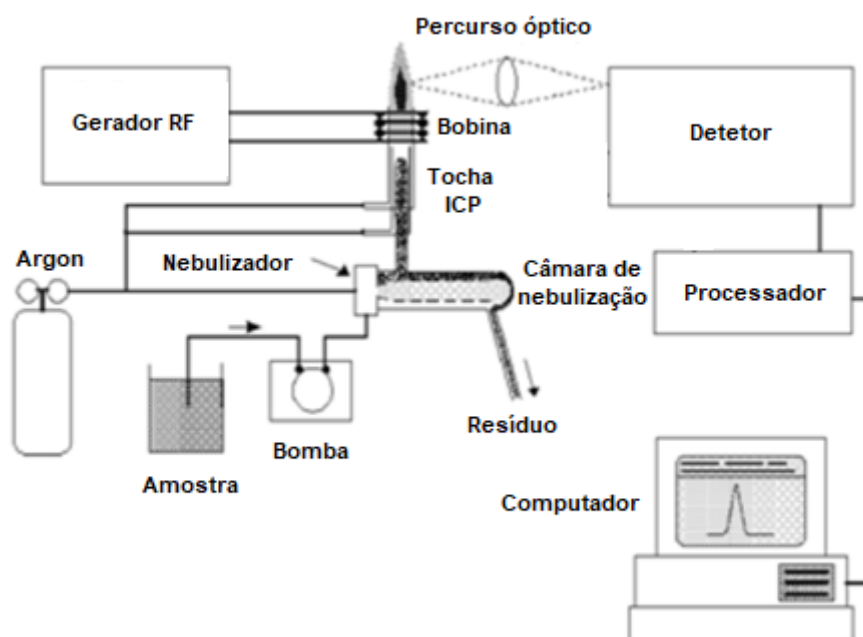 Percurso óptico
Gerador RF
Bobina
Detetor
Tocha
ICP
Argon
Nebulizador
Câmara de
nebulização
Processador
Amostra
Bomba
Resíduo
Computador